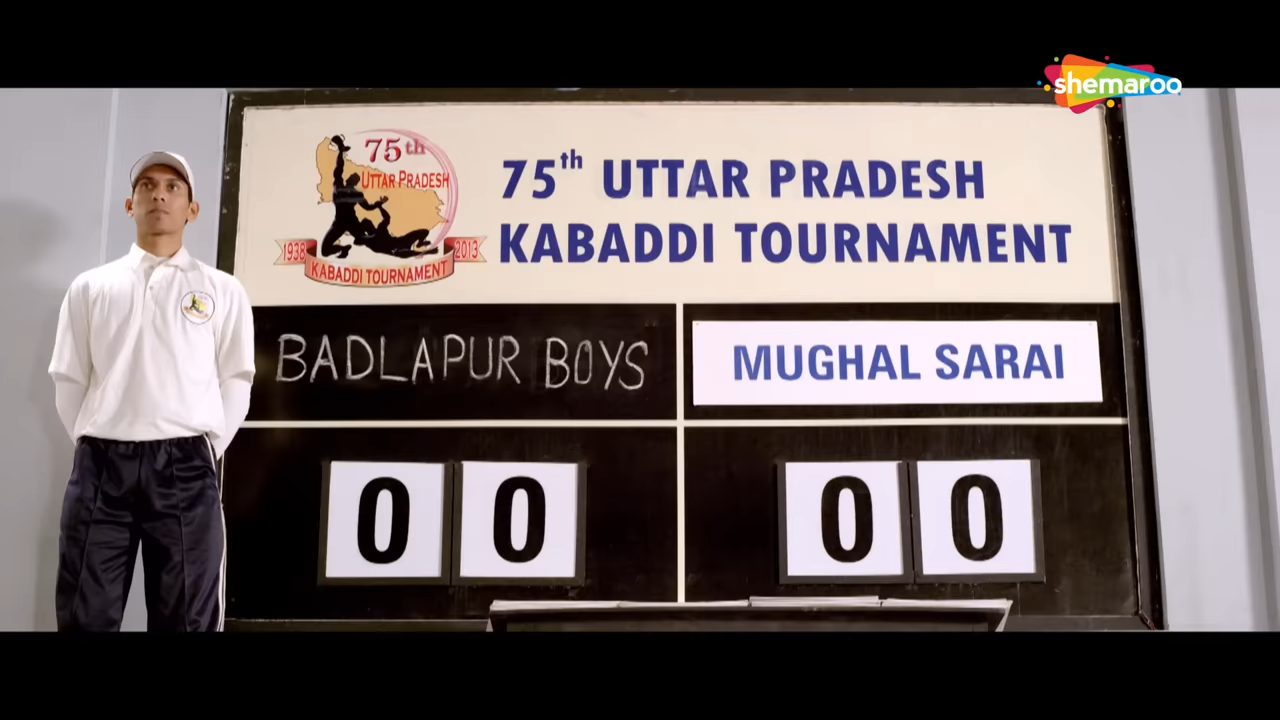 shemaroo
75th
UTTAR PRADESH
1938
2013
KABADDI TOURNAMENT
75th UTTAR PRADESH
KABADDI TOURNAMENT
BADLAPUR BOYS
MUGHAL SARAI
0 0
0 0